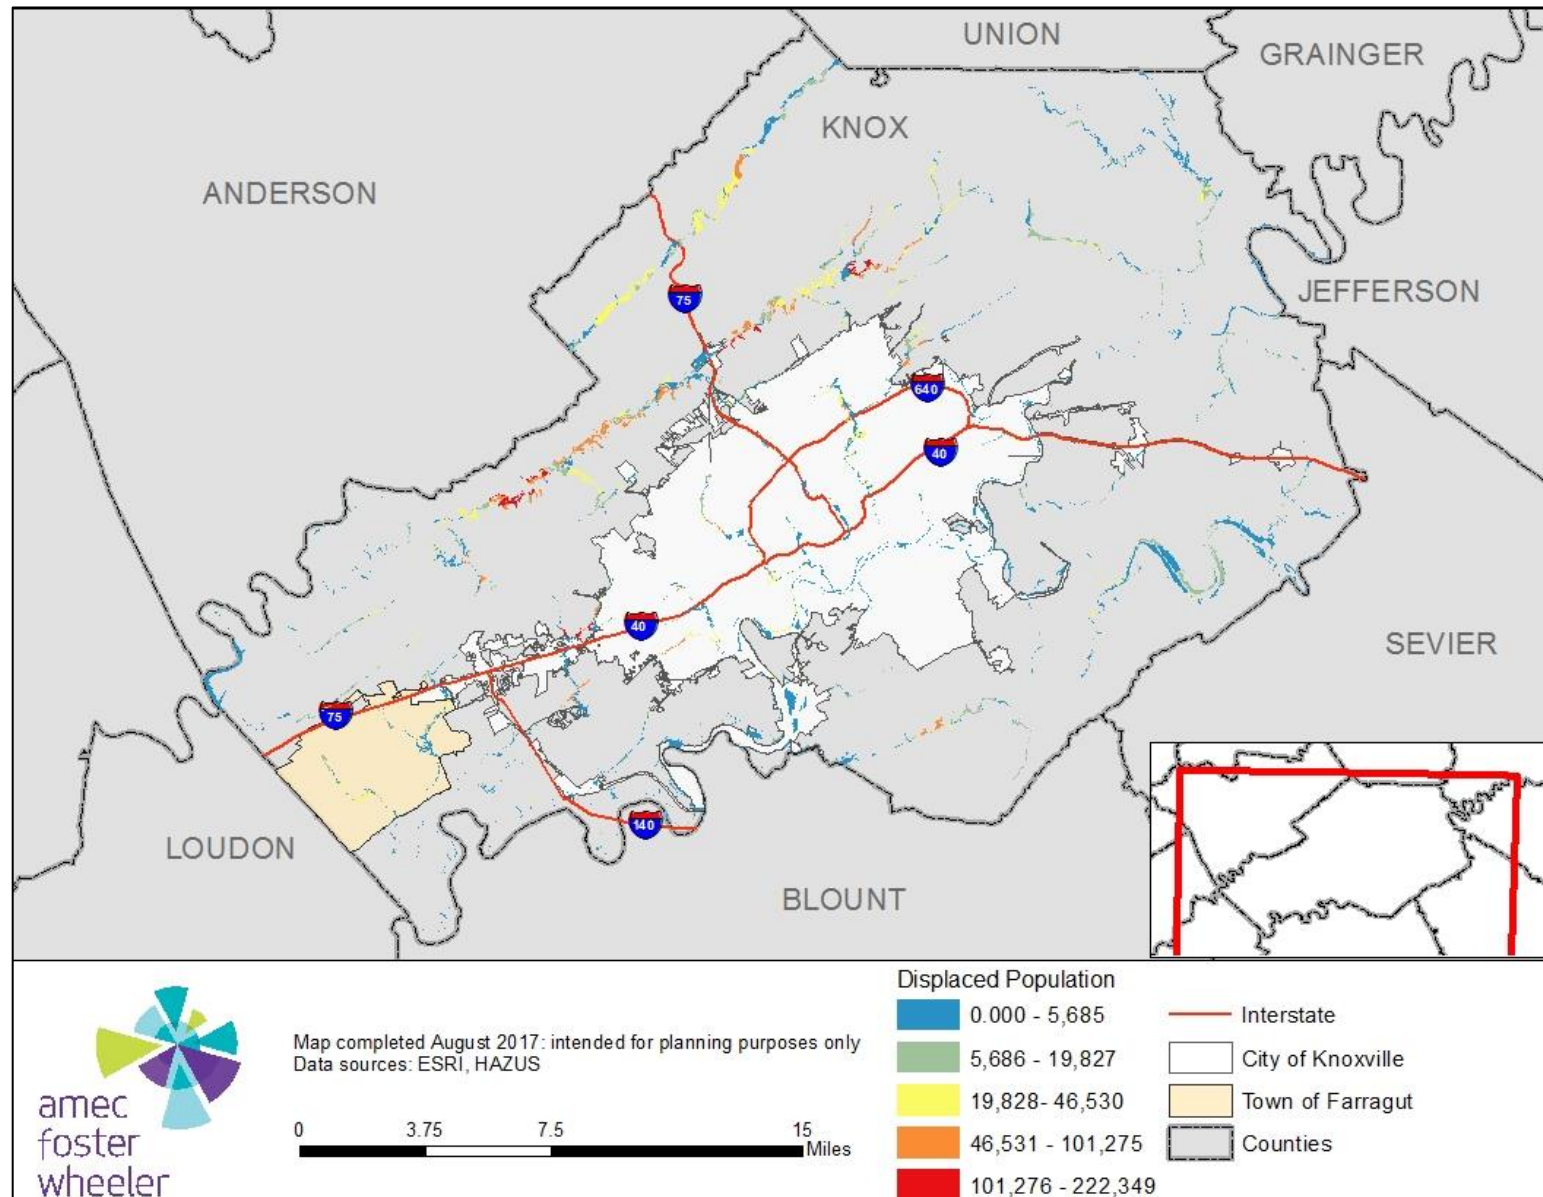 UNION
GRAINGER
KNOX
ANDERSON
JEFFERSON
75
640
40
SEVIER
40
75
LOUDON
140
BLOUNT
amec
foster
wheeler
Map completed August 2017: intended for planning purposes only
Data sources: ESRI, HAZUS
0 3.75 7.5 15
Miles
Displaced Population
0.000 - 5,685
5,686 - 19,827
19,828- 46,530
46,531 - 101,275
101,276 - 222,349
Interstate
City of Knoxville
Town of Farragut
Counties